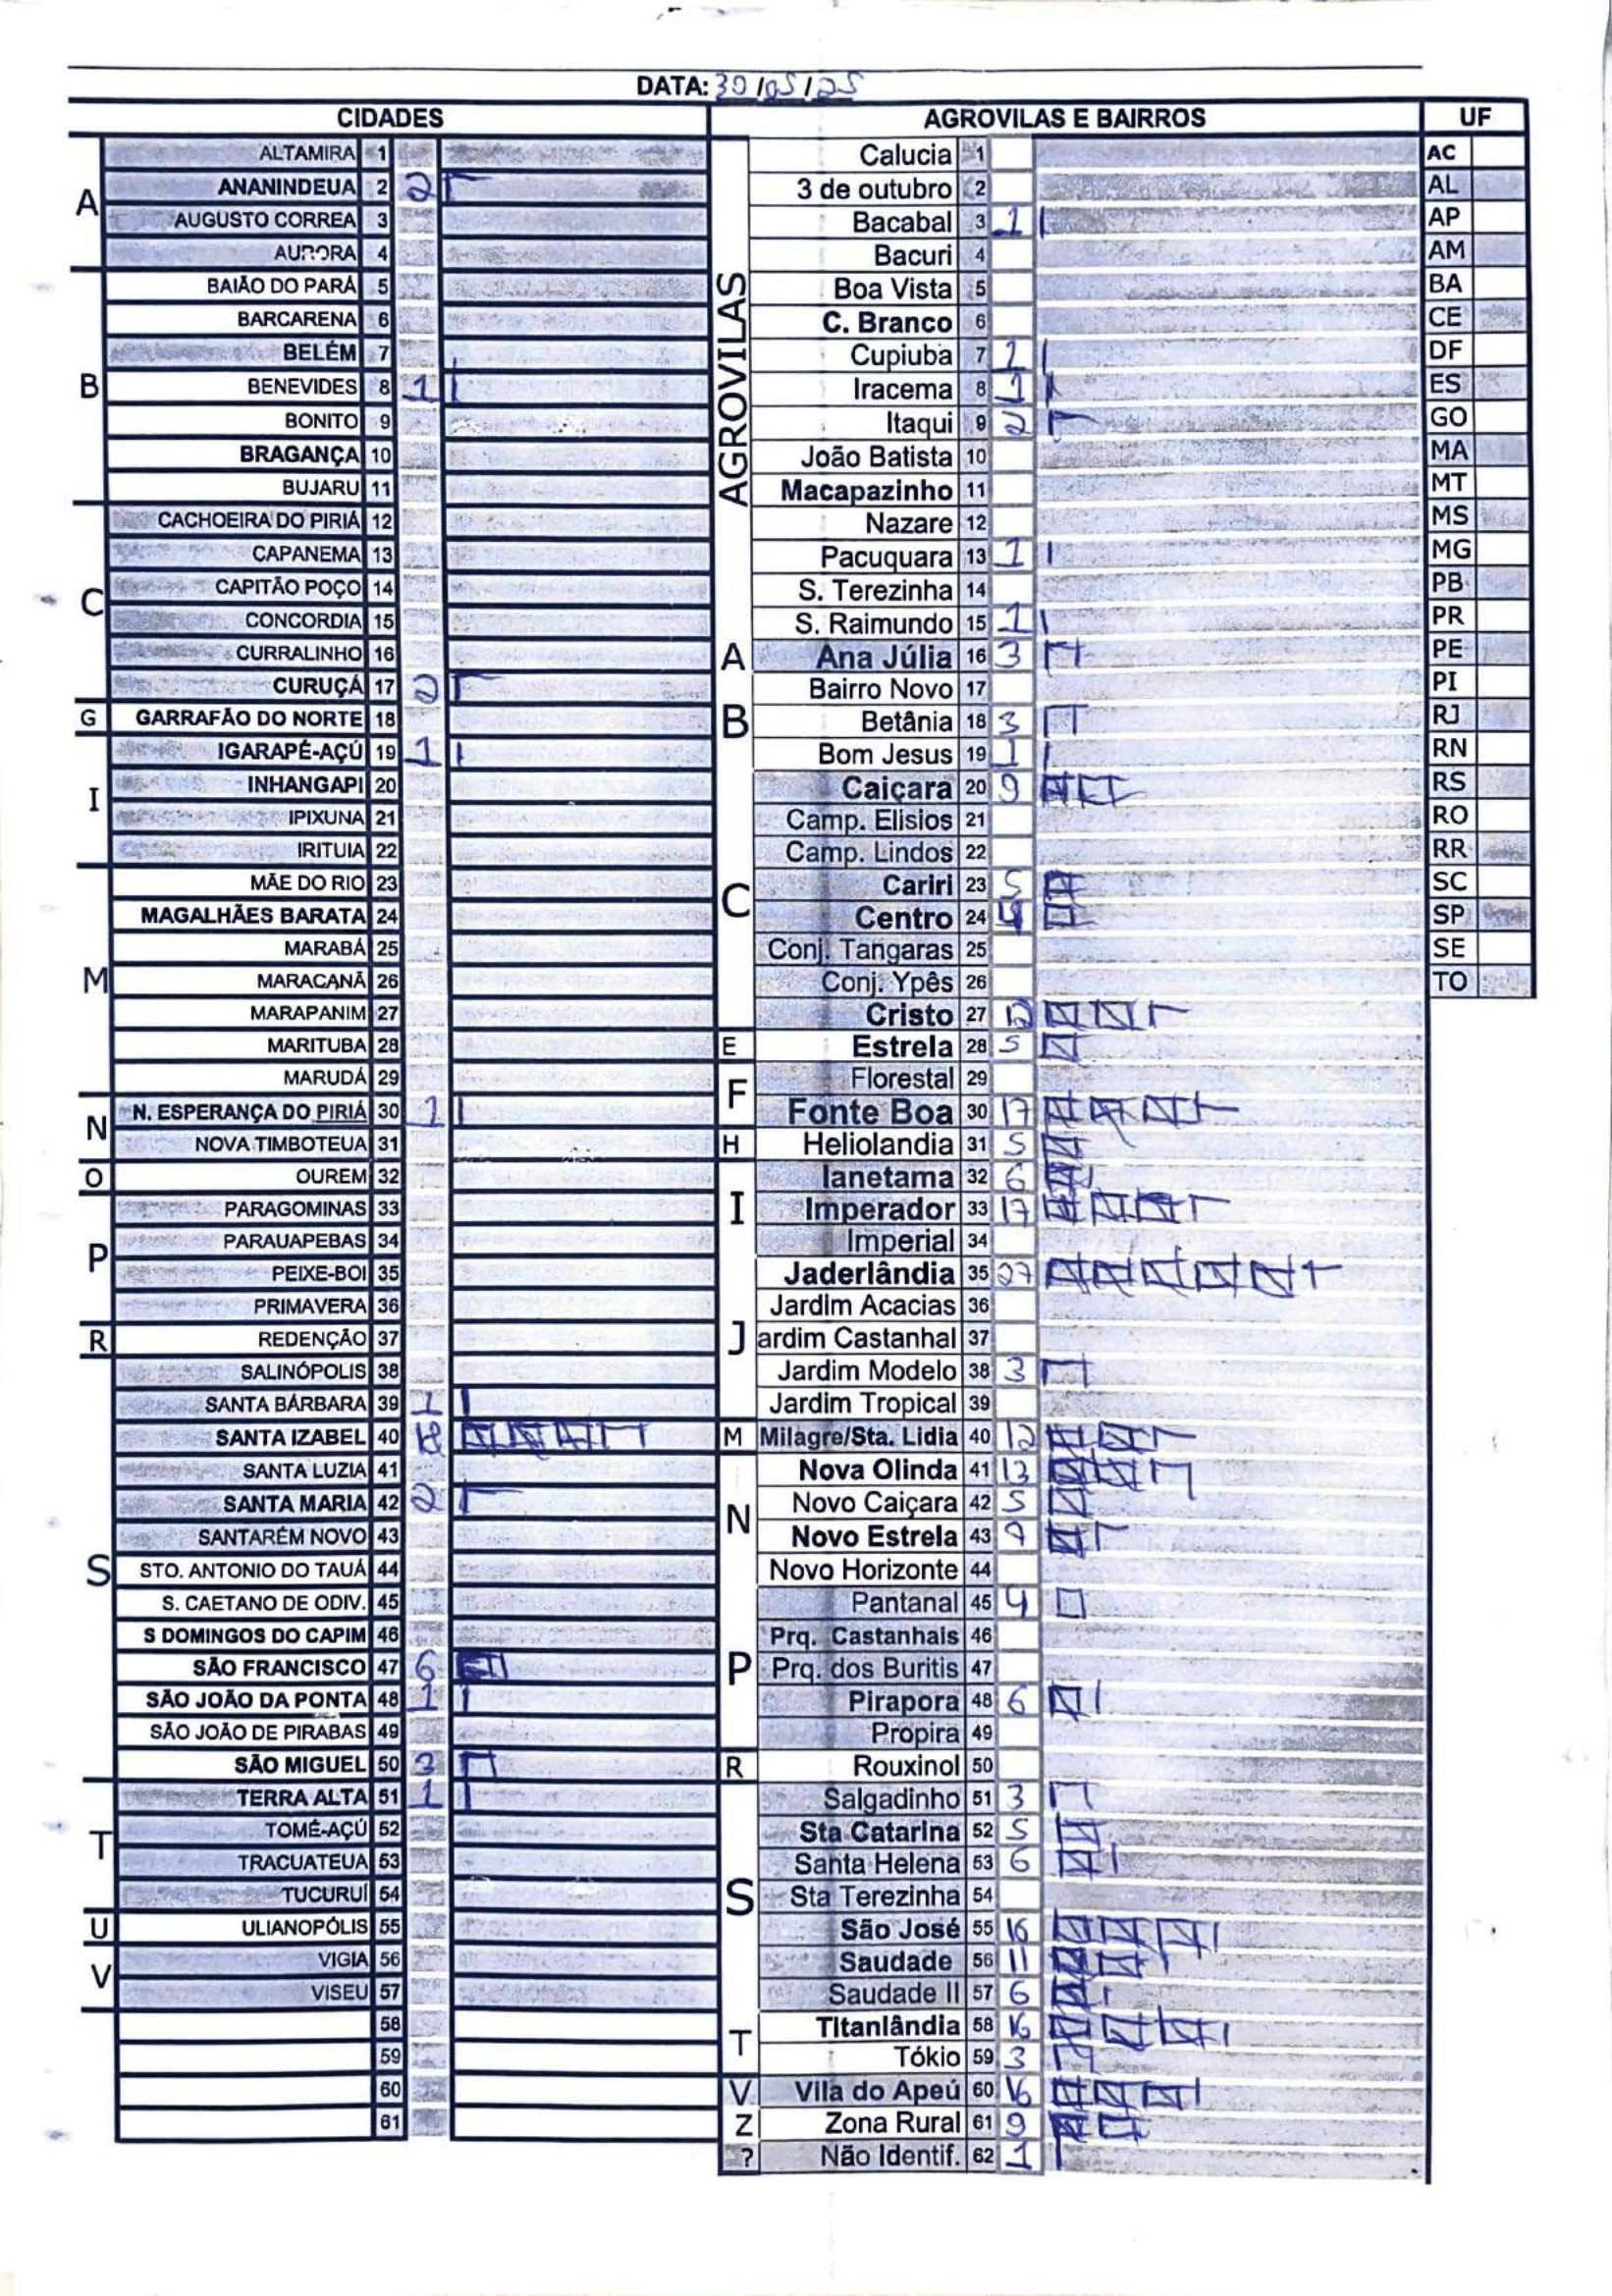 DATA: 30/05/25
CIDADES
A
ALTAMIRA 1
ANANINDEUA 2 2
AUGUSTO CORREA 3
AURORA 4
B
BAIÃO DO PARÁ 5
BARCARENA 6
BELÉM 7
BENEVIDES 8 1
BONITO 9
BRAGANÇA 10
BUJARU 11
C
CACHOEIRA DO PIRIÁ 12
CAPANEMA 13
CAPITÃO POÇO 14
CONCORDIA 15
CURRALINHO 16
CURUÇÁ 17 2
G
GARRAFÃO DO NORTE 18
I
IGARAPÉ-AÇÚ 19 1
INHANGAPI 20
IPIXUNA 21
IRITUIA 22
M
MÃE DO RIO 23
MAGALHÃES BARATA 24
MARABÁ 25
MARACANÃ 26
MARAPANIM 27
MARITUBA 28
MARUDÁ 29
N
N. ESPERANÇA DO PIRIÁ 30 1
NOVA TIMBOTEUA 31
O
OUREM 32
P
PARAGOMINAS 33
PARAUAPEBAS 34
PEIXE-BOI 35
PRIMAVERA 36
R
REDENÇÃO 37
S
SALINÓPOLIS 38
SANTA BÁRBARA 39 1
SANTA IZABEL 40 18
SANTA LUZIA 41
SANTA MARIA 42 2
SANTARÉM NOVO 43
STO. ANTONIO DO TAUÁ 44
S. CAETANO DE ODIV. 45
S DOMINGOS DO CAPIM 46
SÃO FRANCISCO 47 6
SÃO JOÃO DA PONTA 48 1
SÃO JOÃO DE PIRABAS 49
SÃO MIGUEL 50 3
T
TERRA ALTA 51 1
TOMÉ-AÇÚ 52
TRACUATEUA 53
TUCURUÍ 54
U
ULIANOPÓLIS 55
V
VIGIA 56
VISEU 57
58
59
60
61
AGROVILAS E BAIRROS
AGROVILAS
Calucia 1
3 de outubro 2
Bacabal 3 1
Bacuri 4
Boa Vista 5
C. Branco 6
Cupiuba 7 1
Iracema 8 1
Itaqui 9 2
João Batista 10
Macapazinho 11
Nazare 12
Pacuquara 13 1
S. Terezinha 14
S. Raimundo 15 1
A
Ana Júlia 16 3
B
Bairro Novo 17
Betânia 18 3
Bom Jesus 19 1
C
Caiçara 20 9
Camp. Elisios 21
Camp. Lindos 22
Cariri 23 5
Centro 24 4
Conj. Tangaras 25
Conj. Ypês 26
Cristo 27 12
E
Estrela 28 5
F
Florestal 29
Fonte Boa 30 17
H
Heliolandia 31 5
I
Ianetama 32 6
Imperador 33 17
Imperial 34
J
Jaderlândia 35 27
Jardim Acacias 36
ardim Castanhal 37
Jardim Modelo 38 3
Jardim Tropical 39
M
Milagre/Sta. Lidia 40 12
N
Nova Olinda 41 13
Novo Caiçara 42 5
Novo Estrela 43 7
Novo Horizonte 44
P
Pantanal 45 4
Prq. Castanhais 46
Prq. dos Buritis 47
Pirapora 48 6
Propira 49
R
Rouxinol 50
S
Salgadinho 51 3
Sta Catarina 52 5
Santa Helena 53 6
Sta Terezinha 54
São José 55 16
Saudade 56 11
Saudade II 57 6
T
Titanlândia 58 16
Tókio 59 3
V
Vila do Apeú 60 16
Z
Zona Rural 61 9
?
Não Identif. 62 1
UF
AC
AL
AP
AM
BA
CE
DF
ES
GO
MA
MT
MS
MG
PB
PR
PE
PI
RJ
RN
RS
RO
RR
SC
SP
SE
TO